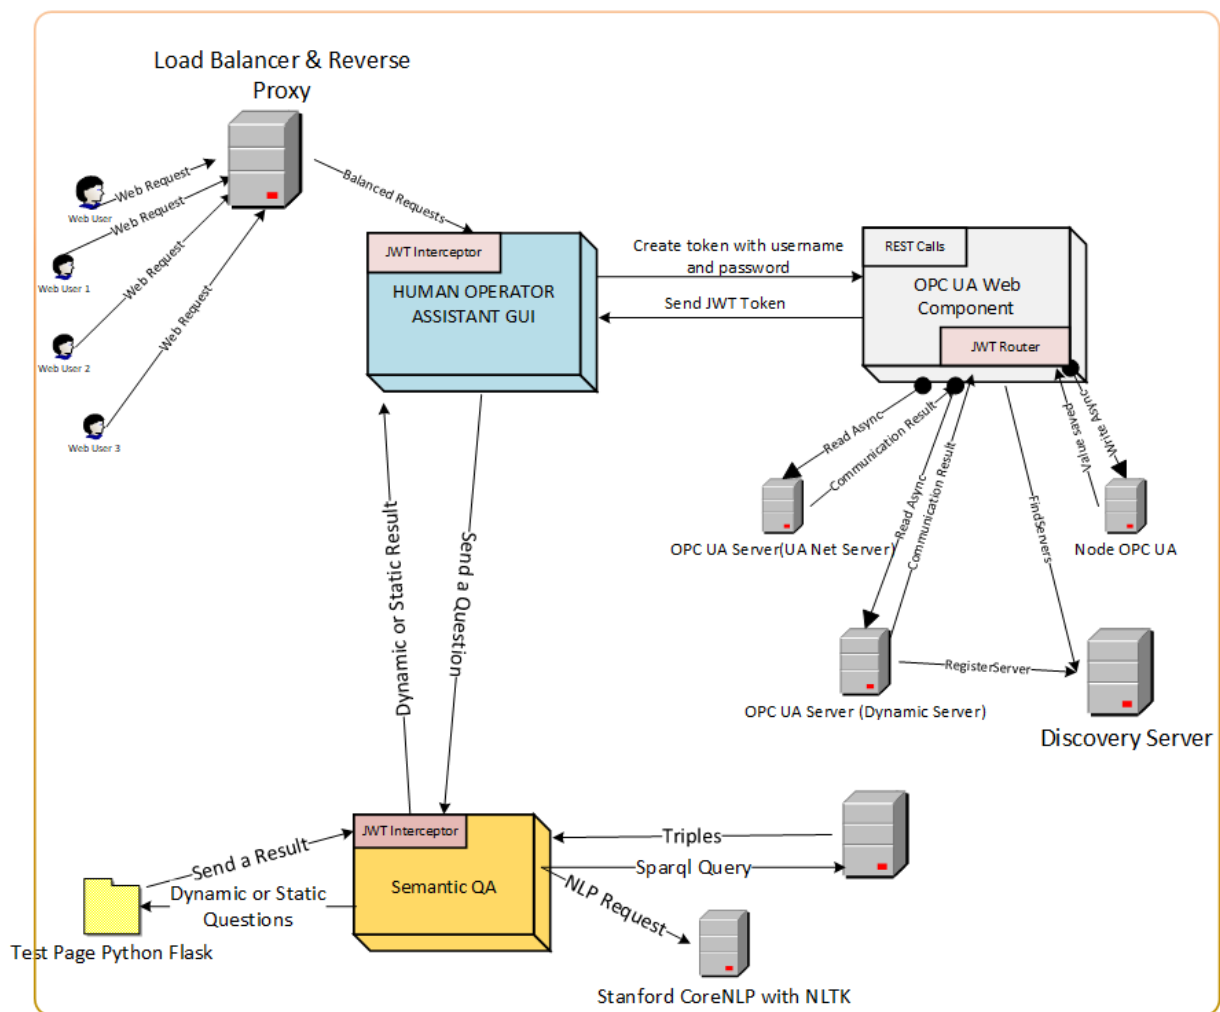 Load Balancer & Reverse
Proxy
Web Request
Web User
Web Request
Web User 1
Web Request
Web User 2
Web Request
Web User 3
Balanced Requests
JWT Interceptor
HUMAN OPERATOR
ASSISTANT GUI
Create token with username
and password
Send JWT Token
REST Calls
OPC UA Web
Component
JWT Router
Read Async
Communication Result
Read Async
Communication Result
FindServers
Value saved
Write Async
OPC UA Server(UA Net Server)
Node OPC UA
RegisterServer
OPC UA Server (Dynamic Server)
Discovery Server
Dynamic or Static Result
Send a Question
JWT Interceptor
Semantic QA
Send a Result
Dynamic or Static
Questions
Test Page Python Flask
Triples
Sparql Query
NLP Request
Stanford CoreNLP with NLTK